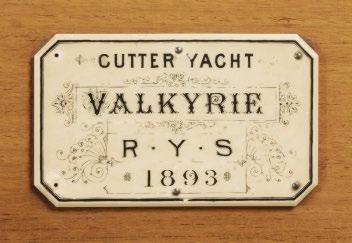 CUTTER YACHT
VALKYRIE
R·Y·S
1893